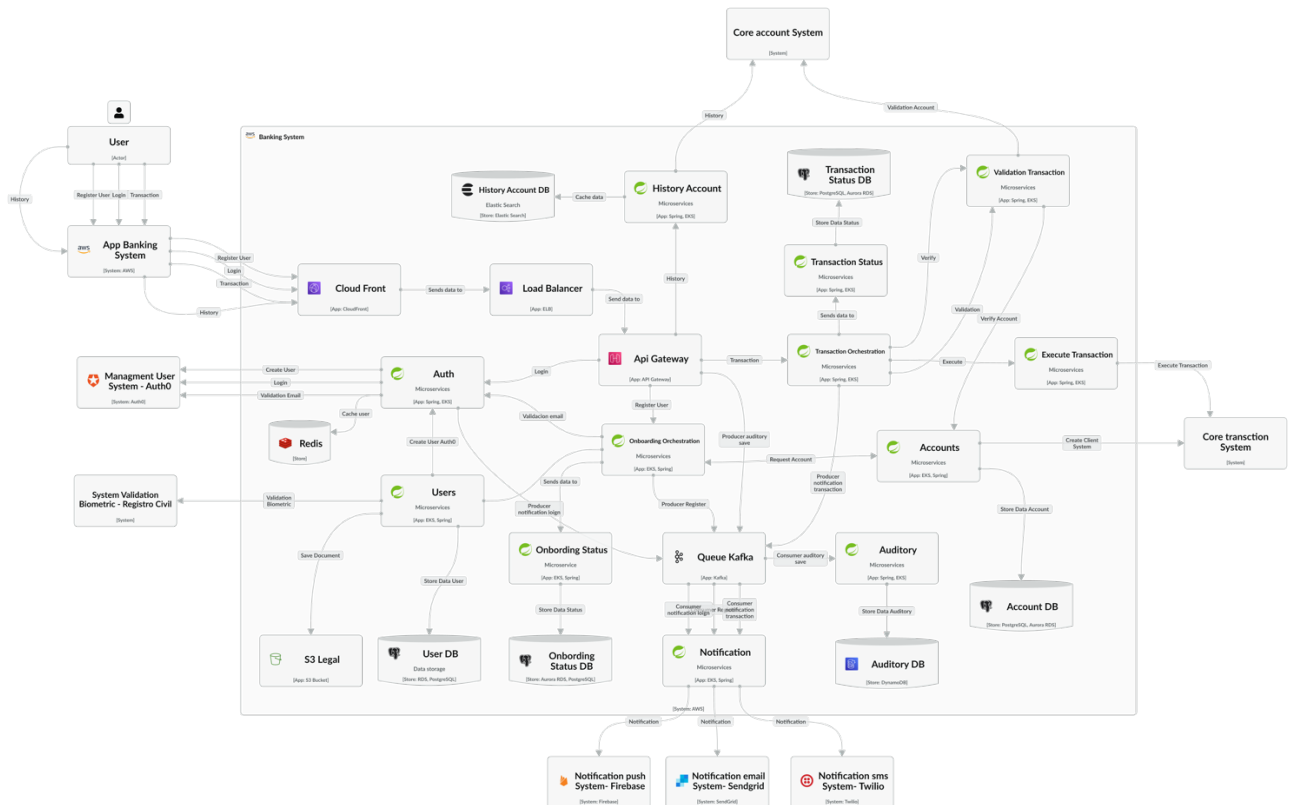 Core account System
[System]
History
Validation Account
User
[Actor]
Banking System
Register User
Login
Transaction
History
App Banking
System
[System: AWS]
Register User
Login
Transaction
History
Cloud Front
[App: CloudFront]
Sends data to
Load Balancer
[App: ELB]
Send data to
History Account DB
Elastic Search
[Store: Elastic Search]
Cache data
History Account
Microservices
[App: Spring, EKS]
History
Transaction
Status DB
[Store: PostgreSQL, Aurora RDS]
Store Data Status
Transaction Status
Microservices
[App: Spring, EKS]
Sends data to
Validation Transaction
Microservices
[App: Spring, EKS]
Verify
Validation
Verify Account
Api Gateway
[App: API Gateway]
Transaction
Transaction Orchestration
Microservices
[App: Spring, EKS]
Execute
Execute Transaction
Microservices
[App: Spring, EKS]
Execute Transaction
Managment User
System - Auth0
[System: Auth0]
Create User
Login
Validation Email
Auth
Microservices
[App: Spring, EKS]
Login
Cache user
Redis
[Store]
Register User
Validacion email
Create User Auth0
Onboarding Orchestration
Microservices
[App: EKS, Spring]
Producer auditory
save
Request Account
Accounts
Microservices
[App: EKS, Spring]
Create Client
System
Core transction
System
[System]
System Validation
Biometric - Registro Civil
[System]
Validation
Biometric
Users
Microservices
[App: EKS, Spring]
Sends data to
Producer
notification loign
Producer Register
Producer
notification
transaction
Store Data Account
Save Document
Store Data User
Onbording Status
Microservice
[App: EKS, Spring]
Queue Kafka
[App: Kafka]
Consumer auditory
save
Auditory
Microservices
[App: Spring, EKS]
Store Data Status
Consumer
notification loign
Consumer
notification
transaction
Store Data Auditory
Account DB
[Store: PostgreSQL, Aurora RDS]
S3 Legal
[App: S3 Bucket]
User DB
Data storage
[Store: RDS, PostgreSQL]
Onbording
Status DB
[Store: Aurora RDS, PostgreSQL]
Notification
Microservices
[App: EKS, Spring]
Auditory DB
[Store: DynamoDB]
[System: AWS]
Notification
Notification
Notification
Notification push
System- Firebase
[System: Firebase]
Notification email
System- Sendgrid
[System: SendGrid]
Notification sms
System- Twilio
[System: Twilio]